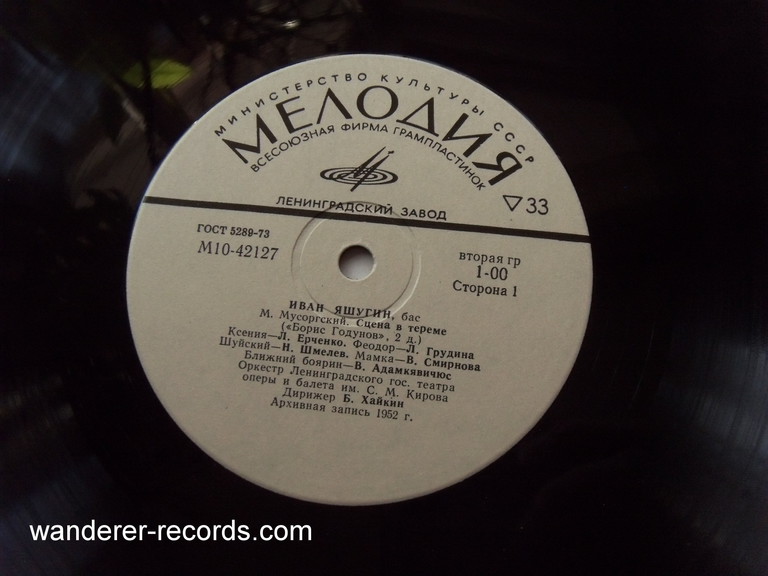 МИНИСТЕРСТВО КУЛЬТУРЫ СССР
МЕЛОДИЯ
ВСЕСОЮЗНАЯ ФИРМА ГРАМПЛАСТИНОК
ЛЕНИНГРАДСКИЙ ЗАВОД
▽33
ГОСТ 5289-73
М10-42127
вторая гр
1-00
Сторона 1
ИВАН ЯШУГИН, бас
М. Мусоргский. Сцена в тереме
(«Борис Годунов», 2 д.)
Ксения—Л. Ерченко. Феодор—Л. Грудина
Шуйский—Н. Шмелев. Мамка—В. Смирнова
Ближний боярин—В. Адамкявичюс
Оркестр Ленинградского гос. театра
оперы и балета им. С. М. Кирова
Дирижер Б. Хайкин
Архивная запись 1952 г.
wanderer-records.com